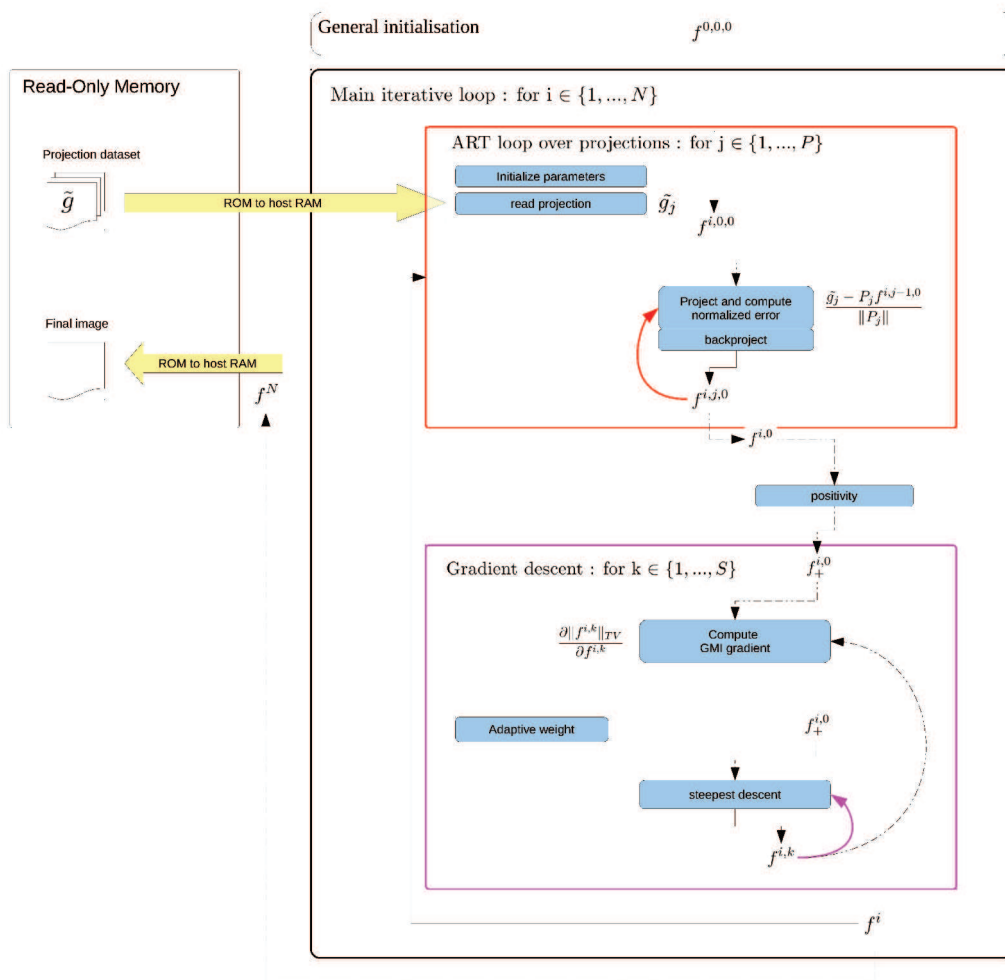 General initialisation f^{0,0,0}
Read-Only Memory
Main iterative loop : for i ∈ {1, ..., N}
ART loop over projections : for j ∈ {1, ..., P}
Projection dataset
g̃
ROM to host RAM
Initialize parameters
read projection
g̃_j
f^{i,0,0}
Project and compute
normalized error
\frac{g̃_j − P_j f^{i,j−1,0}}{‖P_j‖}
backproject
f^{i,j,0}
Final image
ROM to host RAM
f^N
f^{i,0}
positivity
f_+^{i,0}
Gradient descent : for k ∈ {1, ..., S}
\frac{∂‖f^{i,k}‖_{TV}}{∂f^{i,k}}
Compute
GMI gradient
Adaptive weight
f_+^{i,0}
steepest descent
f^{i,k}
f^i